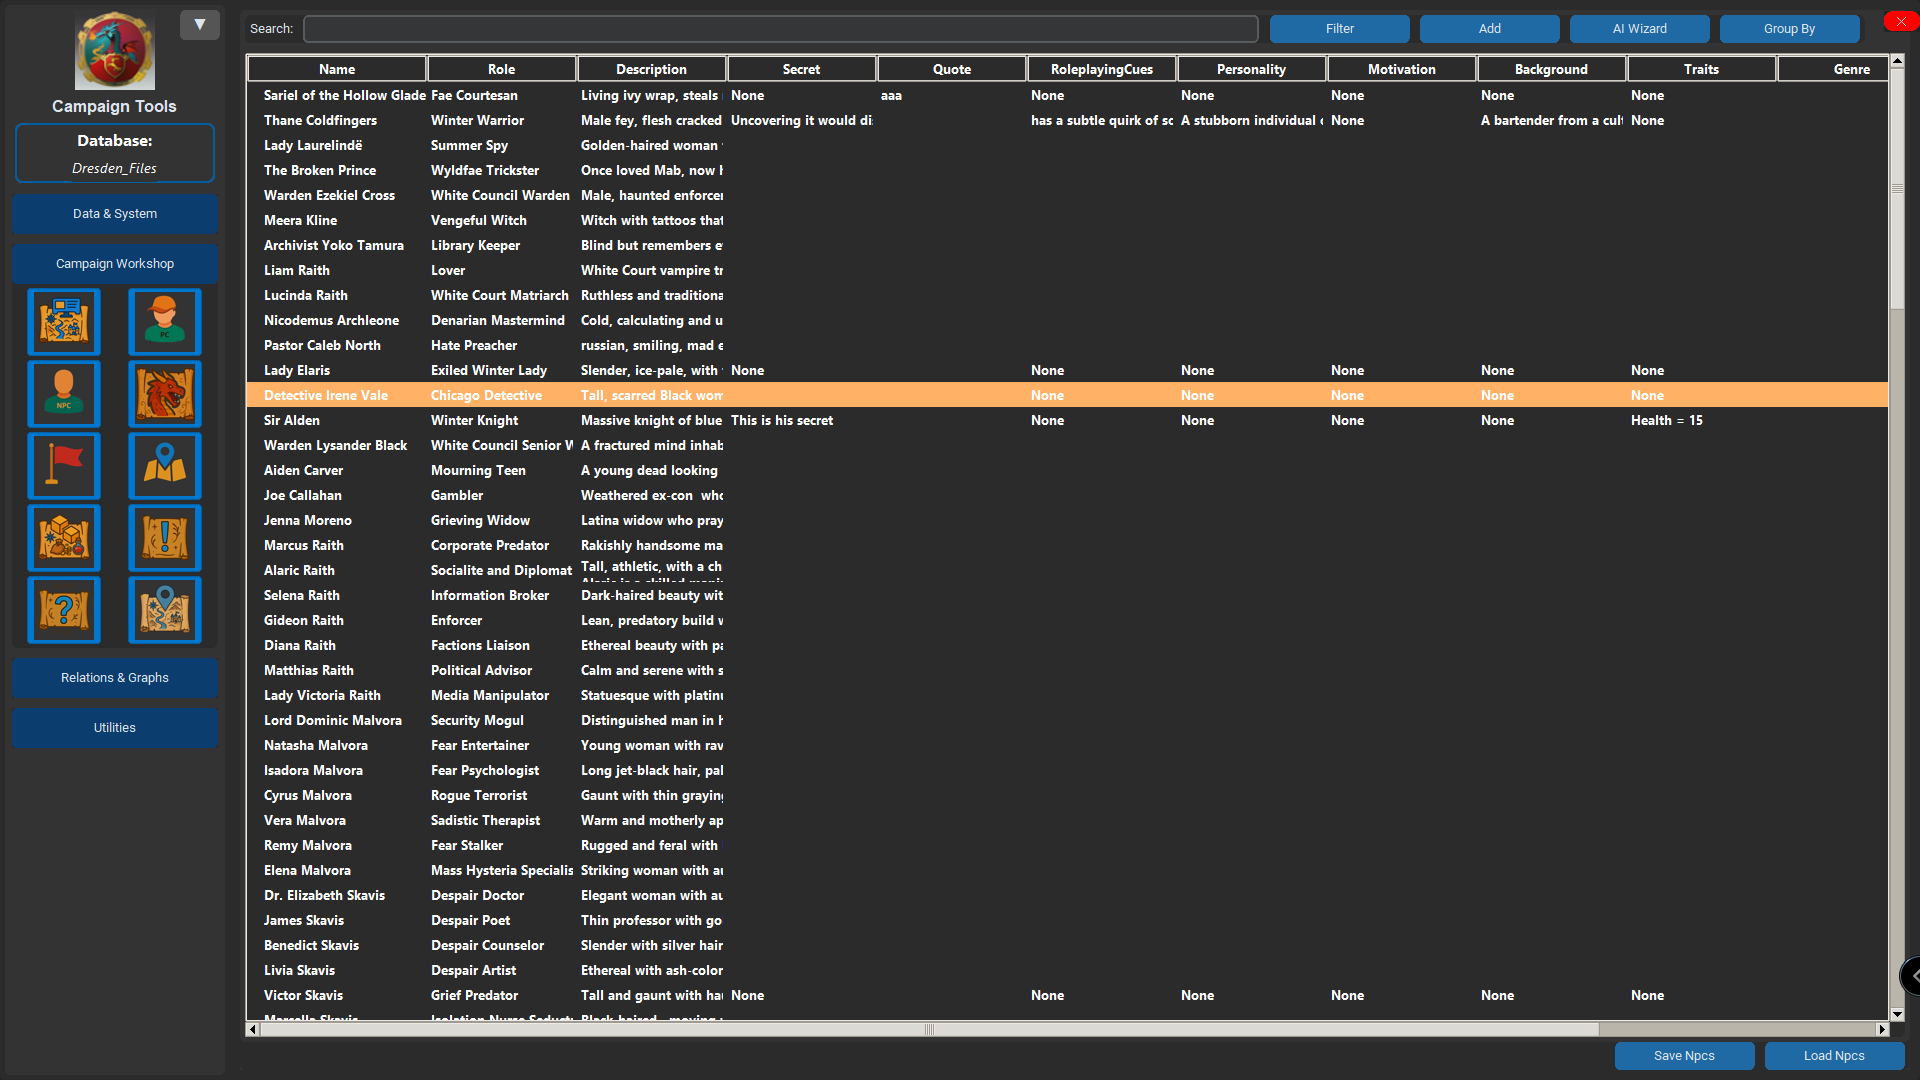 Campaign Tools
Database:
Dresden_Files
Data & System
Campaign Workshop
PC
NPC
Relations & Graphs
Utilities
Search:
Filter
Add
AI Wizard
Group By
Name Role Description Secret Quote RoleplayingCues Personality Motivation Background Traits Genre
Sariel of the Hollow Glade Fae Courtesan Living ivy wrap, steals None aaa None None None None None
Thane Coldfingers Winter Warrior Male fey, flesh cracked Uncovering it would di has a subtle quirk of sc A stubborn individual None A bartender from a cul None
Lady Laurelindë Summer Spy Golden-haired woman
The Broken Prince Wyldfae Trickster Once loved Mab, now
Warden Ezekiel Cross White Council Warden Male, haunted enforcer
Meera Kline Vengeful Witch Witch with tattoos that
Archivist Yoko Tamura Library Keeper Blind but remembers
Liam Raith Lover White Court vampire tr
Lucinda Raith White Court Matriarch Ruthless and traditiona
Nicodemus Archleone Denarian Mastermind Cold, calculating and u
Pastor Caleb North Hate Preacher russian, smiling, mad e
Lady Elaris Exiled Winter Lady Slender, ice-pale, with None None None None None None
Detective Irene Vale Chicago Detective Tall, scarred Black wom None None None None None
Sir Alden Winter Knight Massive knight of blue This is his secret None None None None Health = 15
Warden Lysander Black White Council Senior W A fractured mind inhab
Aiden Carver Mourning Teen A young dead looking
Joe Callahan Gambler Weathered ex-con who
Jenna Moreno Grieving Widow Latina widow who pray
Marcus Raith Corporate Predator Rakishly handsome ma
Alaric Raith Socialite and Diplomat Tall, athletic, with a ch
Selena Raith Information Broker Dark-haired beauty wit
Gideon Raith Enforcer Lean, predatory build w
Diana Raith Factions Liaison Ethereal beauty with pa
Matthias Raith Political Advisor Calm and serene with s
Lady Victoria Raith Media Manipulator Statuesque with platinu
Lord Dominic Malvora Security Mogul Distinguished man in h
Natasha Malvora Fear Entertainer Young woman with rav
Isadora Malvora Fear Psychologist Long jet-black hair, pal
Cyrus Malvora Rogue Terrorist Gaunt with thin graying
Vera Malvora Sadistic Therapist Warm and motherly ap
Remy Malvora Fear Stalker Rugged and feral with
Elena Malvora Mass Hysteria Specialis Striking woman with au
Dr. Elizabeth Skavis Despair Doctor Elegant woman with au
James Skavis Despair Poet Thin professor with go
Benedict Skavis Despair Counselor Slender with silver hair
Livia Skavis Despair Artist Ethereal with ash-color
Victor Skavis Grief Predator Tall and gaunt with hau None None None None None None
Save Npcs
Load Npcs